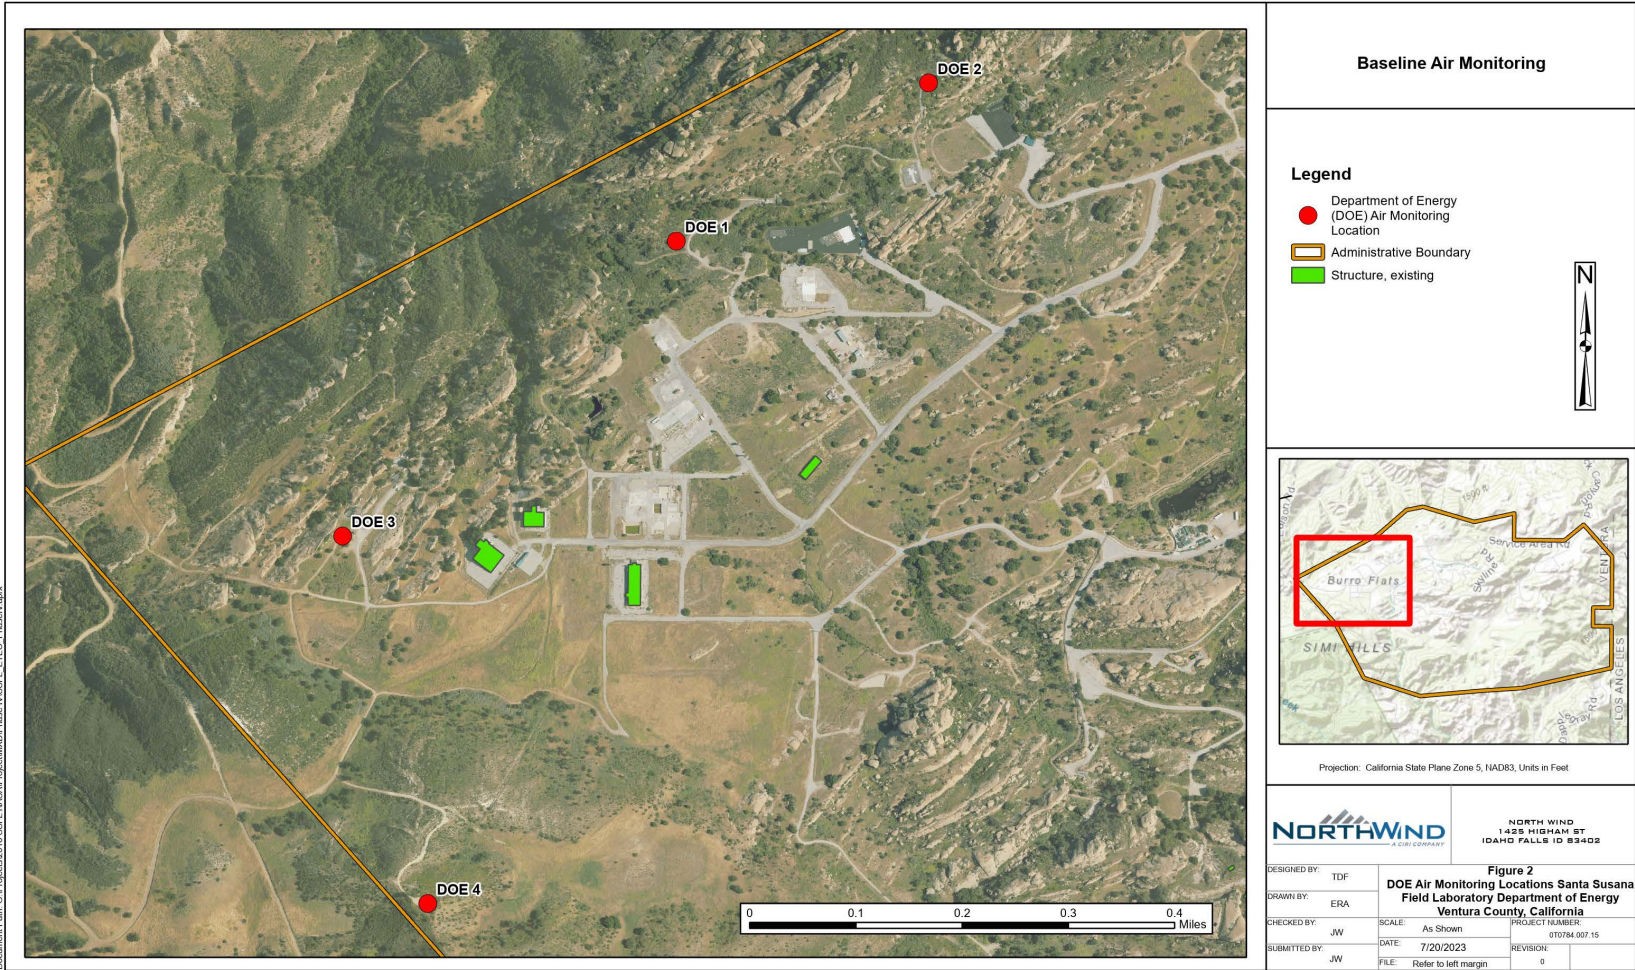 DOE 2
DOE 1
DOE 3
DOE 4
0 0.1 0.2 0.3 0.4
Miles
Baseline Air Monitoring
Legend
Department of Energy
(DOE) Air Monitoring
Location
Administrative Boundary
Structure, existing
N
1590 ft
Service Area Rd
Skyline Rd
Burro Flats
SIMI HILLS
VENTURA
LOS ANGELES
Projection: California State Plane Zone 5, NAD83, Units in Feet
NORTHWIND
A CIRI COMPANY
NORTH WIND
1425 HIGHAM ST
IDAHO FALLS ID 83402
DESIGNED BY: TDF
DRAWN BY: ERA
CHECKED BY: JW
SUBMITTED BY: JW
Figure 2
DOE Air Monitoring Locations Santa Susana
Field Laboratory Department of Energy
Ventura County, California
SCALE: As Shown
PROJECT NUMBER: 0T0784.007.15
DATE: 7/20/2023
REVISION: 0
FILE: Refer to left margin